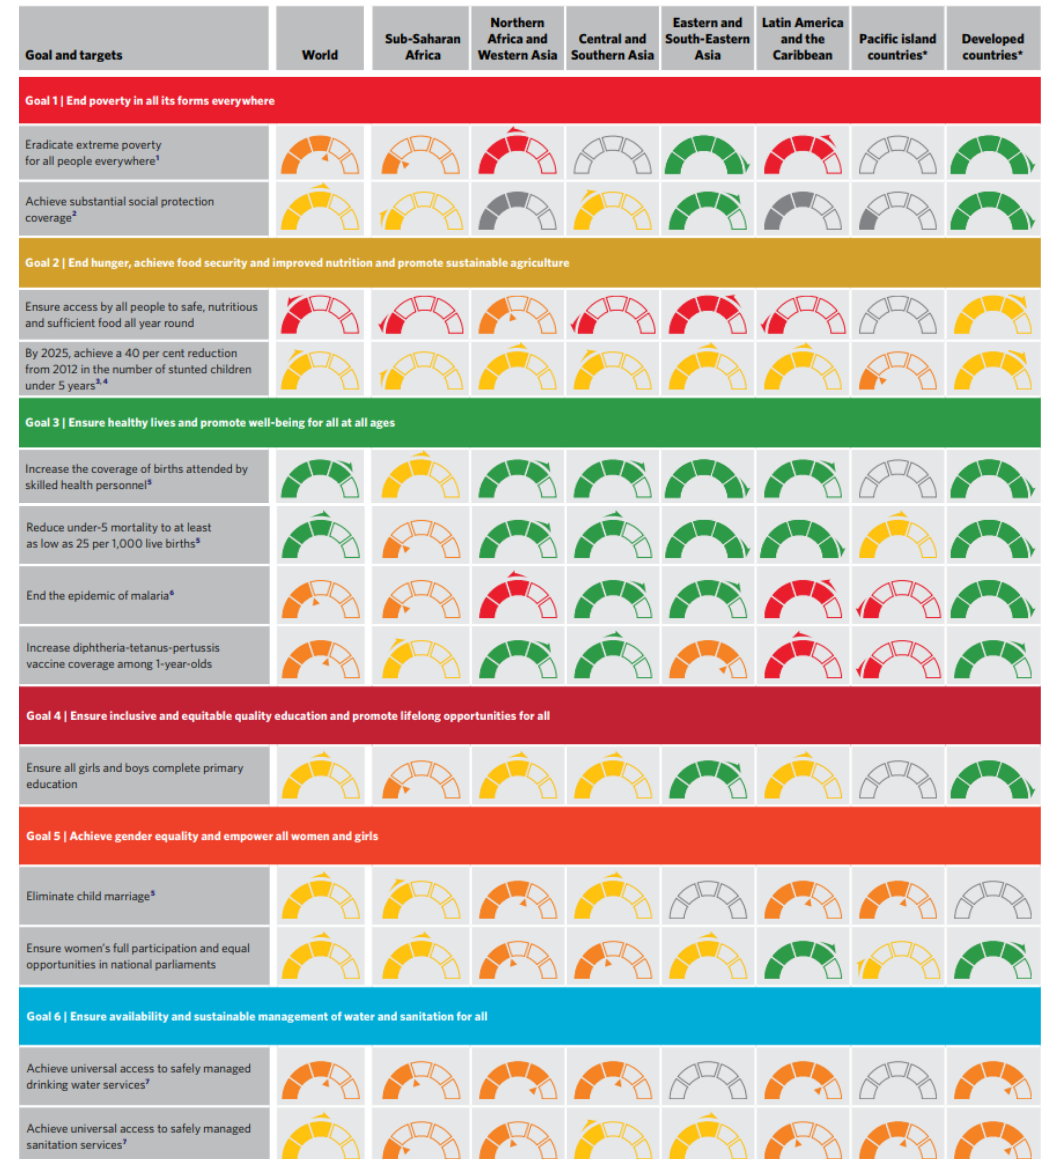 Goal and targets
World
Sub-Saharan
Africa
Northern
Africa and
Western Asia
Central and
Southern Asia
Eastern and
South-Eastern
Asia
Latin America
and the
Caribbean
Pacific island
countries*
Developed
countries*
Goal 1 | End poverty in all its forms everywhere
Eradicate extreme poverty
for all people everywhere¹
Achieve substantial social protection
coverage²
Goal 2 | End hunger, achieve food security and improved nutrition and promote sustainable agriculture
Ensure access by all people to safe, nutritious
and sufficient food all year round
By 2025, achieve a 40 per cent reduction
from 2012 in the number of stunted children
under 5 years³,⁴
Goal 3 | Ensure healthy lives and promote well-being for all at all ages
Increase the coverage of births attended by
skilled health personnel⁵
Reduce under-5 mortality to at least
as low as 25 per 1,000 live births⁵
End the epidemic of malaria⁶
Increase diphtheria-tetanus-pertussis
vaccine coverage among 1-year-olds
Goal 4 | Ensure inclusive and equitable quality education and promote lifelong opportunities for all
Ensure all girls and boys complete primary
education
Goal 5 | Achieve gender equality and empower all women and girls
Eliminate child marriage⁵
Ensure women's full participation and equal
opportunities in national parliaments
Goal 6 | Ensure availability and sustainable management of water and sanitation for all
Achieve universal access to safely managed
drinking water services⁷
Achieve universal access to safely managed
sanitation services⁷